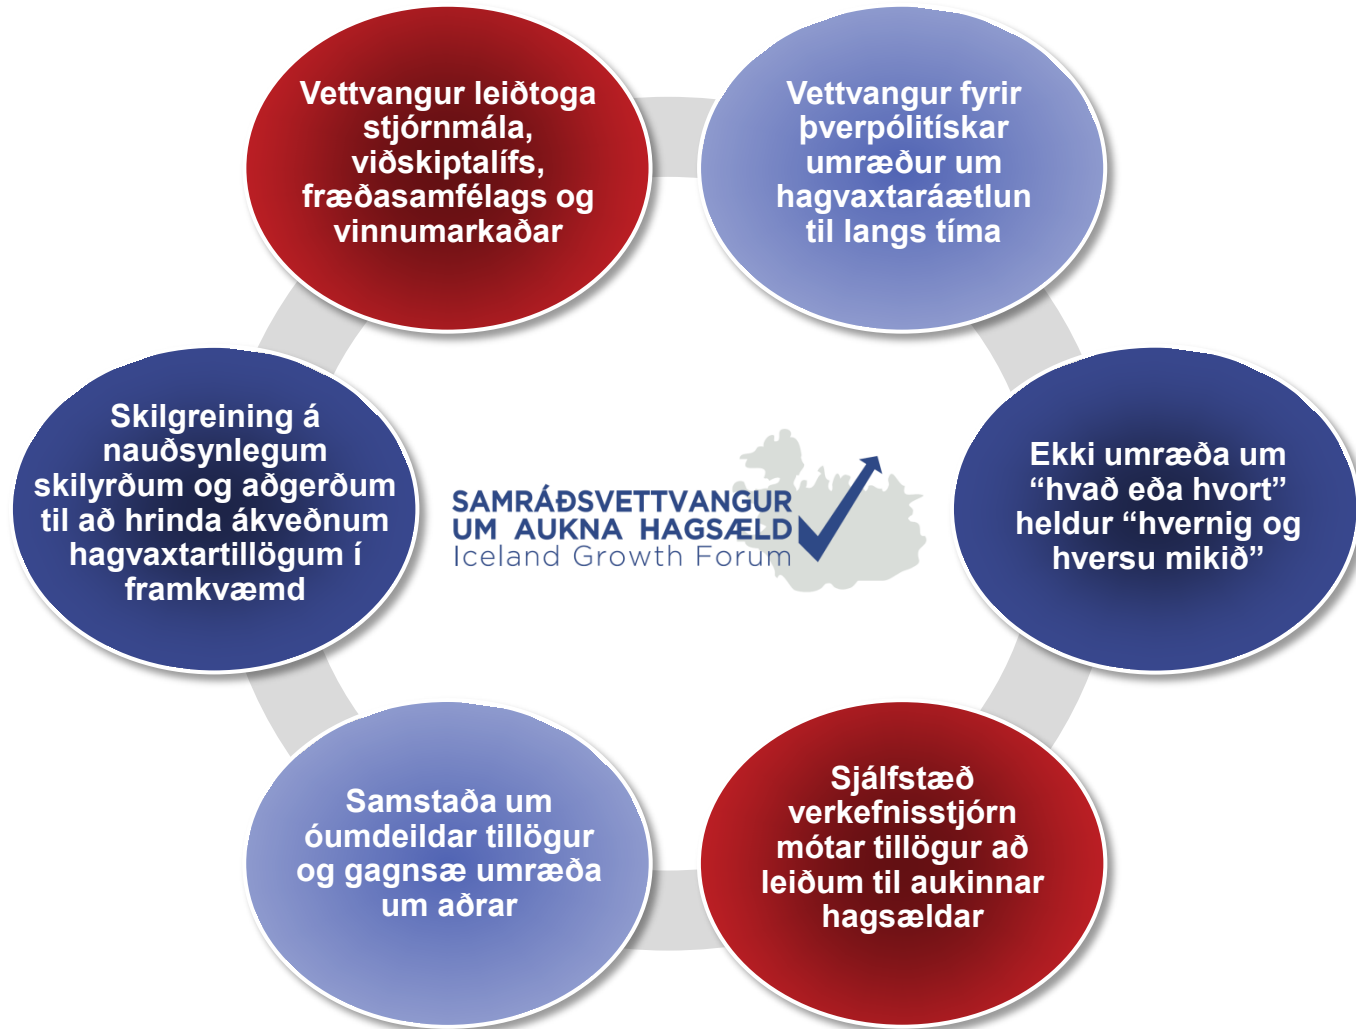 Vettvangur leiðtoga
stjórnmála,
viðskiptalífs,
fræðasamfélags og
vinnumarkaðar
Vettvangur fyrir
þverpólitískar
umræður um
hagvaxtaráætlun
til langs tíma
Skilgreining á
nauðsynlegum
skilyrðum og aðgerðum
til að hrinda ákveðnum
hagvaxtartillögum í
framkvæmd
SAMRÁÐSVETTVANGUR
UM AUKNA HAGSÆLD
Iceland Growth Forum
Ekki umræða um
“hvað eða hvort”
heldur “hvernig og
hversu mikið”
Samstaða um
óumdeildar tillögur
og gagnsæ umræða
um aðrar
Sjálfstæð
verkefnisstjórn
mótar tillögur að
leiðum til aukinnar
hagsældar